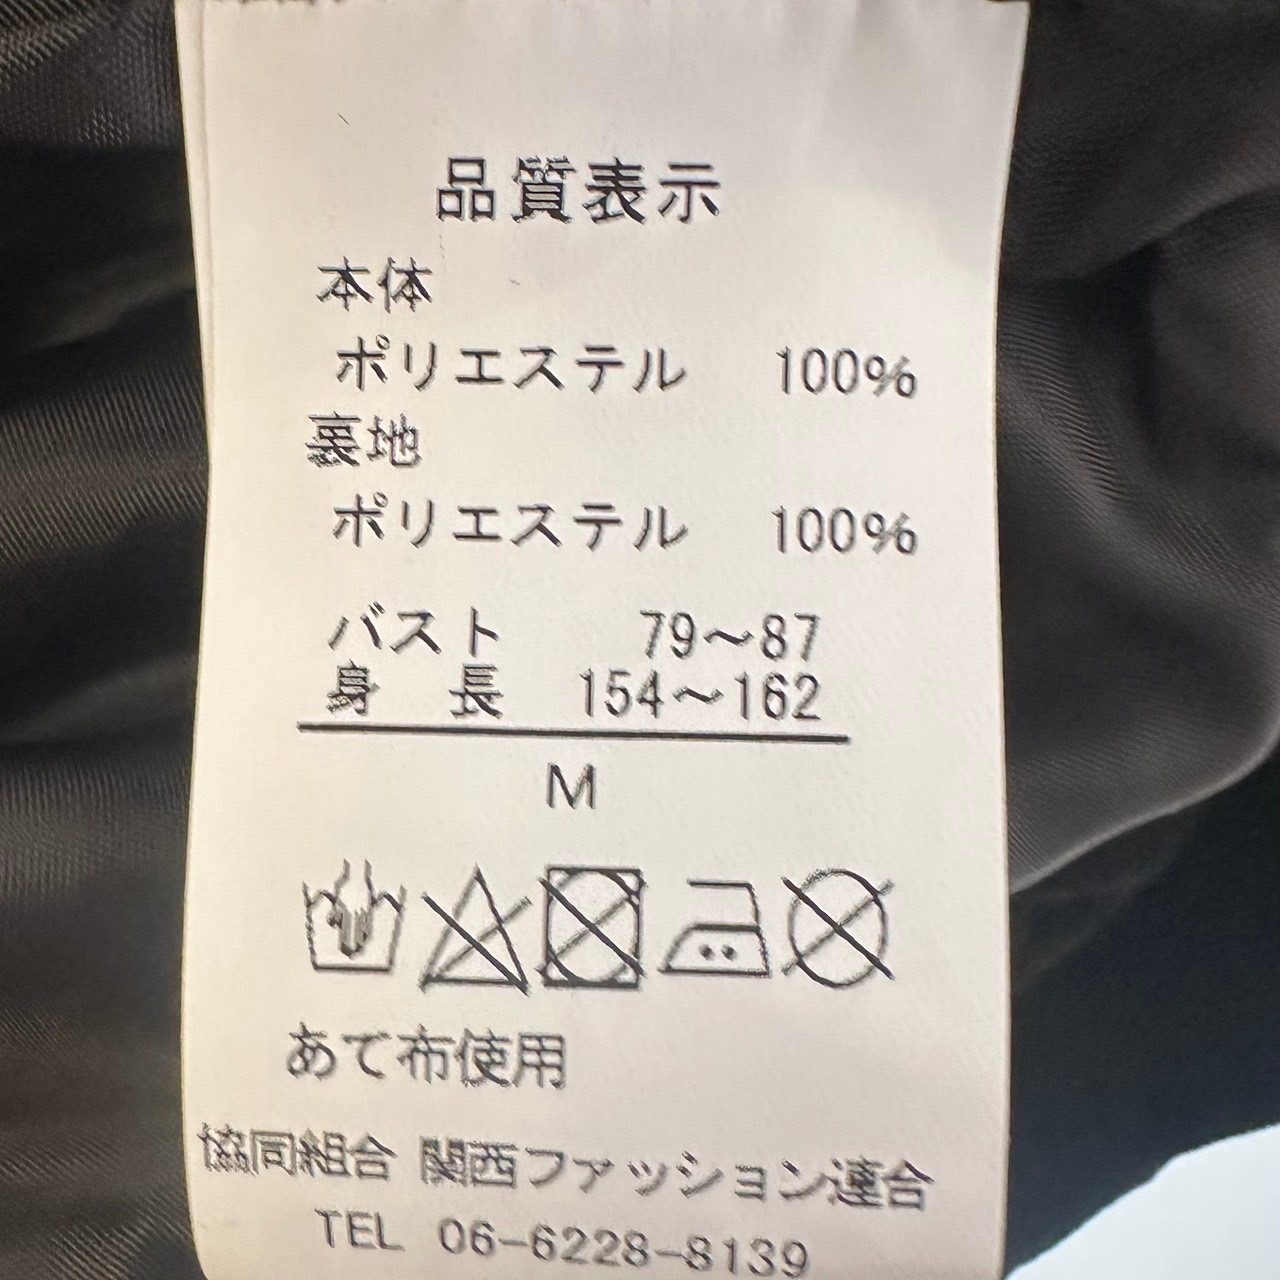 品質表示
本体
ポリエステル 100%
裏地
ポリエステル 100%
バスト 79～87
身長 154～162
M
あて布使用
協同組合 関西ファッション連合
TEL 06-6228-8139